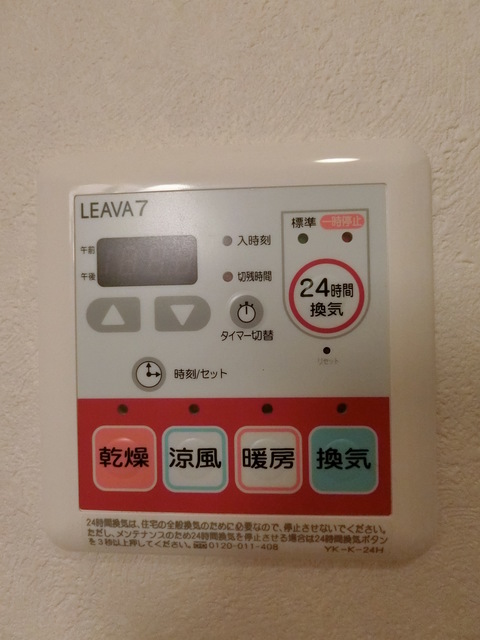 LEAVA7
午前
午後
入時刻
切残時間
タイマー切替
時刻/セット
標準 一時停止
24時間
換気
リセット
乾燥 涼風 暖房 換気
24時間換気は、住宅の全般換気のために必要なので、停止させないでください。
ただし、メンテナンスのため24時間換気を停止させる場合は24時間換気ボタン
を3秒以上押してください。 0120-011-408
YK-K-24H